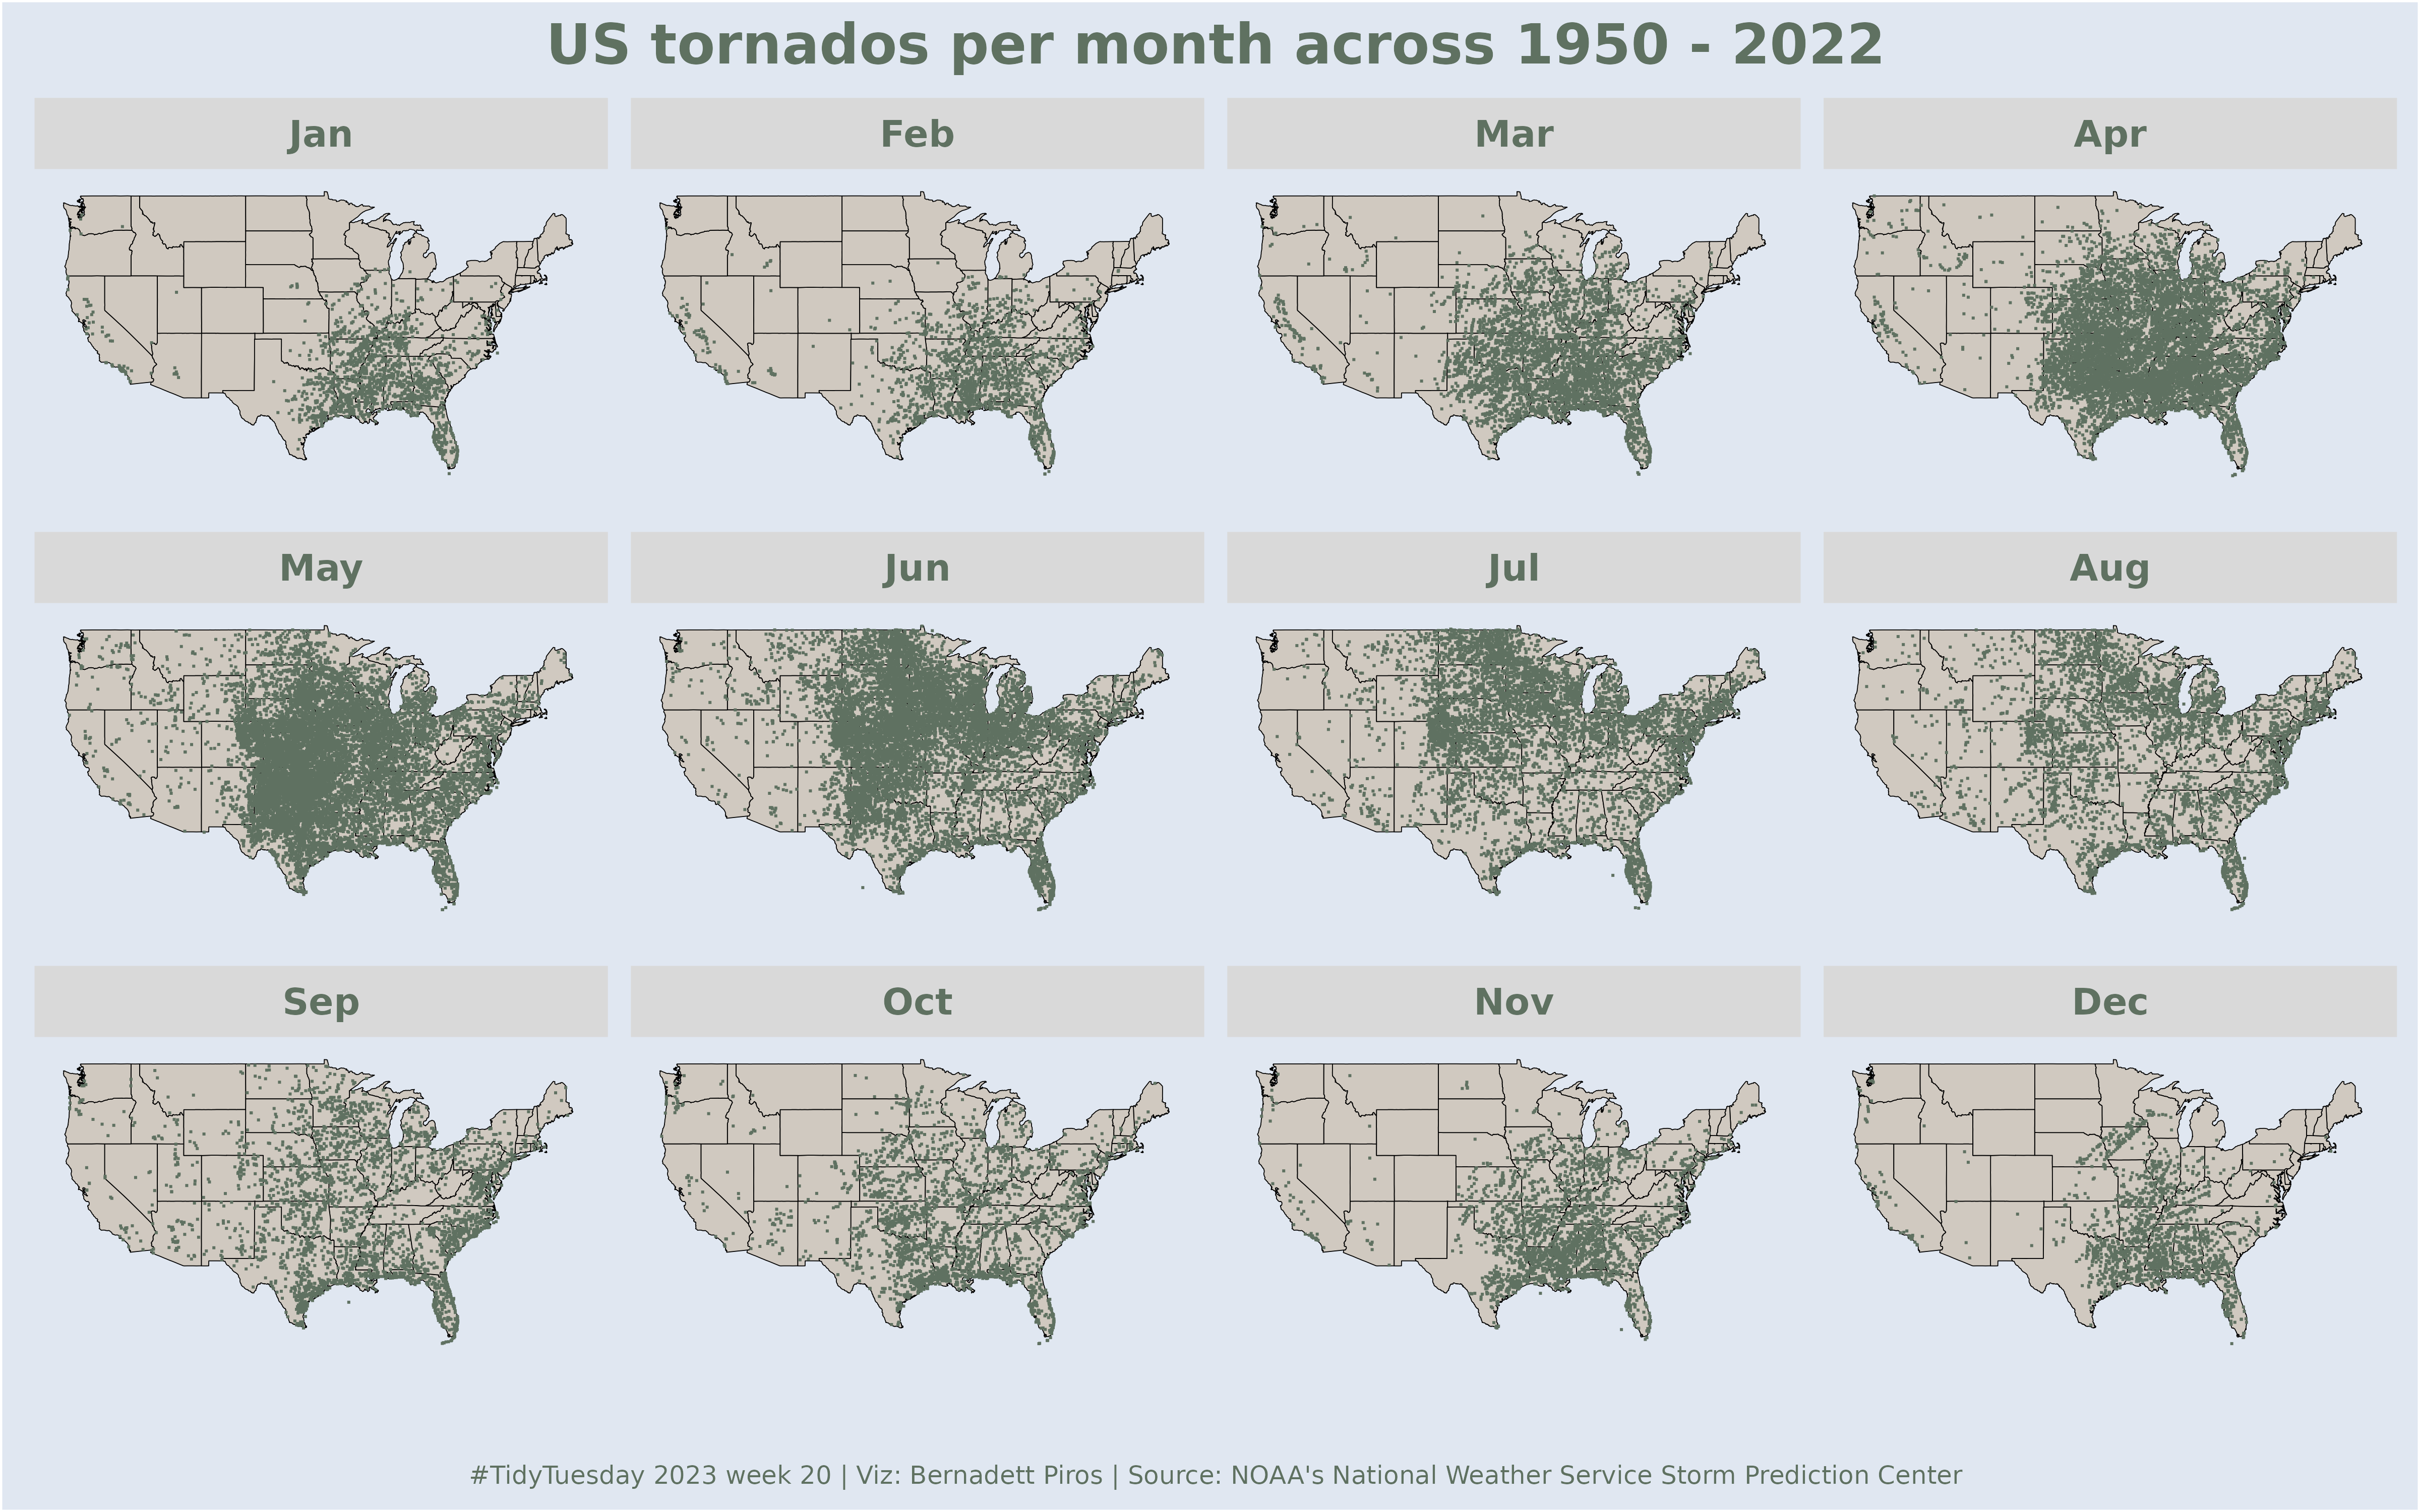 US tornados per month across 1950 - 2022
Jan
Feb
Mar
Apr
May
Jun
Jul
Aug
Sep
Oct
Nov
Dec
#TidyTuesday 2023 week 20 | Viz: Bernadett Piros | Source: NOAA's National Weather Service Storm Prediction Center